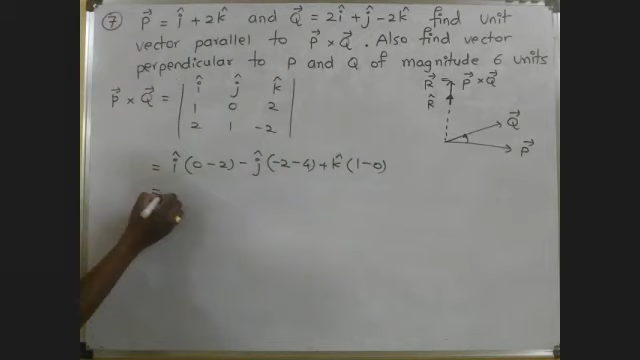 ⑦ P⃗ = î + 2k̂ and Q⃗ = 2î + ĵ - 2k̂ find unit
vector parallel to P⃗ × Q⃗. Also find vector
perpendicular to P and Q of magnitude 6 units
R⃗ = P⃗ × Q⃗
R̂
Q⃗
P⃗
P⃗ × Q⃗ = | î ĵ k̂ |
| 1 0 2 |
| 2 1 -2 |
= î (0 - 2) - ĵ (-2 - 4) + k̂ (1 - 0)
=